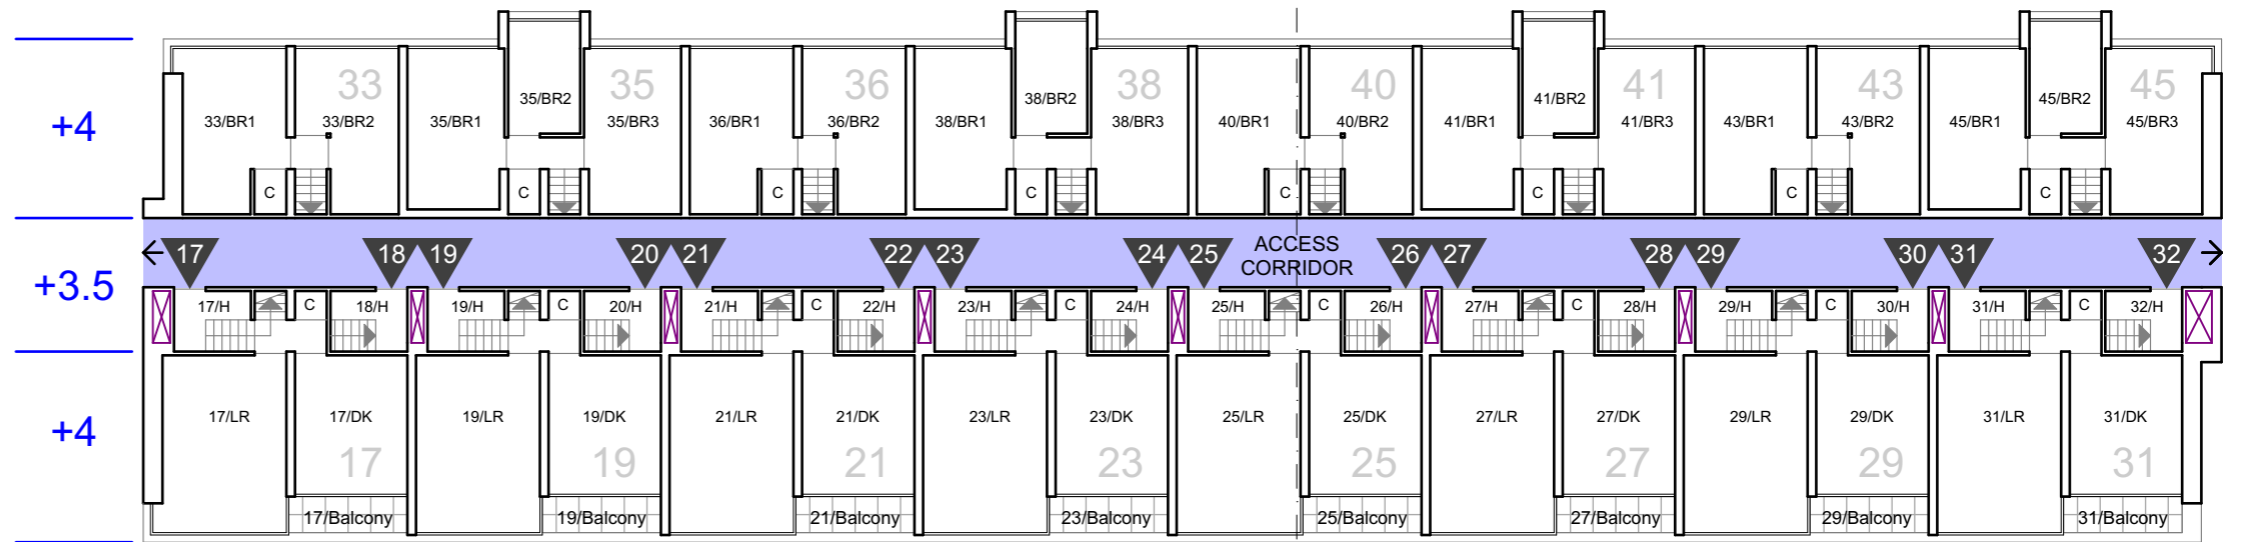 33 35 36 38 40 41 43 45
35/BR2 38/BR2 41/BR2 45/BR2
+4
33/BR1 33/BR2 35/BR1 35/BR3 36/BR1 36/BR2 38/BR1 38/BR3 40/BR1 40/BR2 41/BR1 41/BR3 43/BR1 43/BR2 45/BR1 45/BR3
C C C C C C C C
17 18 19 20 21 22 23 24 25 ACCESS 26 27 28 29 30 31 32
CORRIDOR
+3.5
17/H C 18/H 19/H C 20/H 21/H C 22/H 23/H C 24/H 25/H C 26/H 27/H C 28/H 29/H C 30/H 31/H C 32/H
+4
17/LR 17/DK 19/LR 19/DK 21/LR 21/DK 23/LR 23/DK 25/LR 25/DK 27/LR 27/DK 29/LR 29/DK 31/LR 31/DK
17 19 21 23 25 27 29 31
17/Balcony 19/Balcony 21/Balcony 23/Balcony 25/Balcony 27/Balcony 29/Balcony 31/Balcony